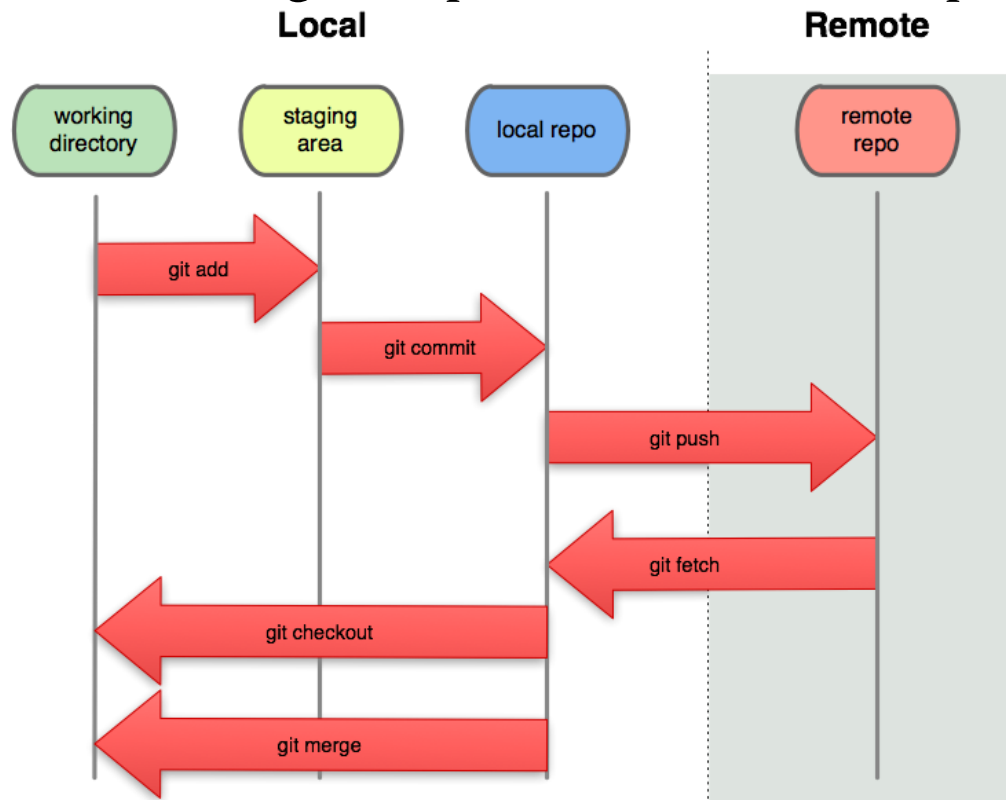 Local
Remote
working
directory
staging
area
local repo
remote
repo
git add
git commit
git push
git fetch
git checkout
git merge